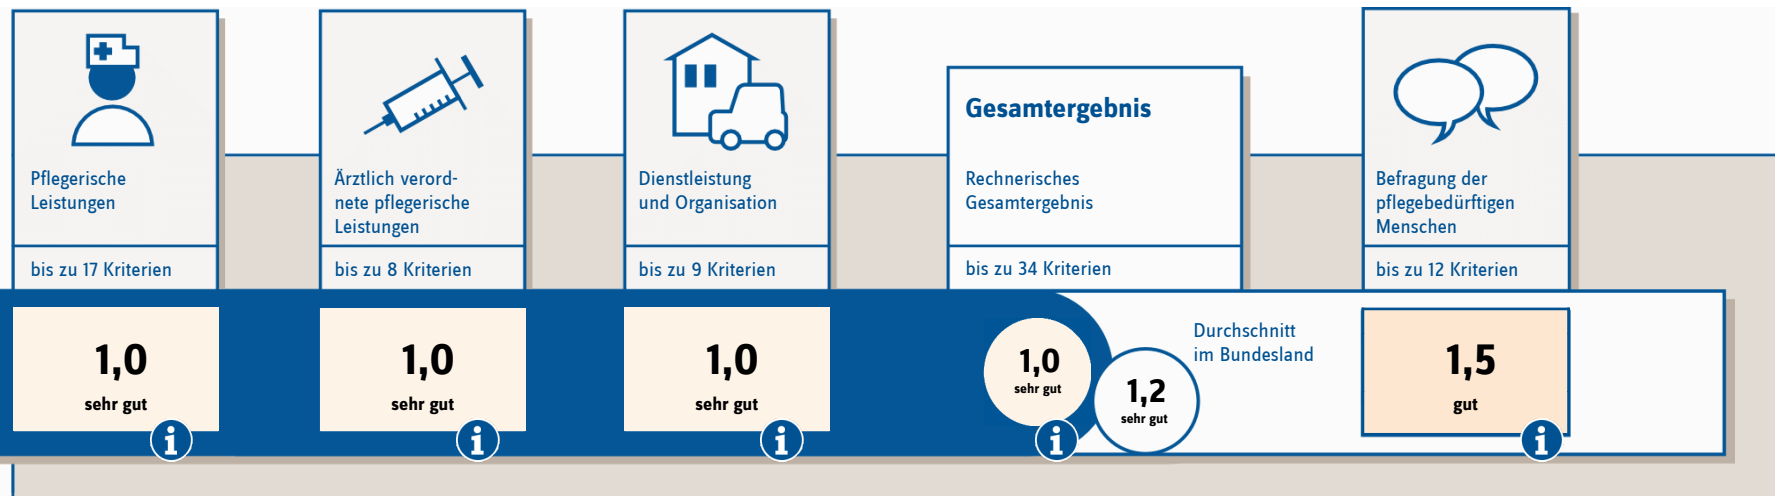 Pflegerische
Leistungen
bis zu 17 Kriterien
1,0
sehr gut
i
Ärztlich verord-
nete pflegerische
Leistungen
bis zu 8 Kriterien
1,0
sehr gut
i
Dienstleistung
und Organisation
bis zu 9 Kriterien
1,0
sehr gut
i
Gesamtergebnis
Rechnerisches
Gesamtergebnis
bis zu 34 Kriterien
1,0
sehr gut
i
1,2
sehr gut
Durchschnitt
im Bundesland
Befragung der
pflegebedürftigen
Menschen
bis zu 12 Kriterien
1,5
gut
i